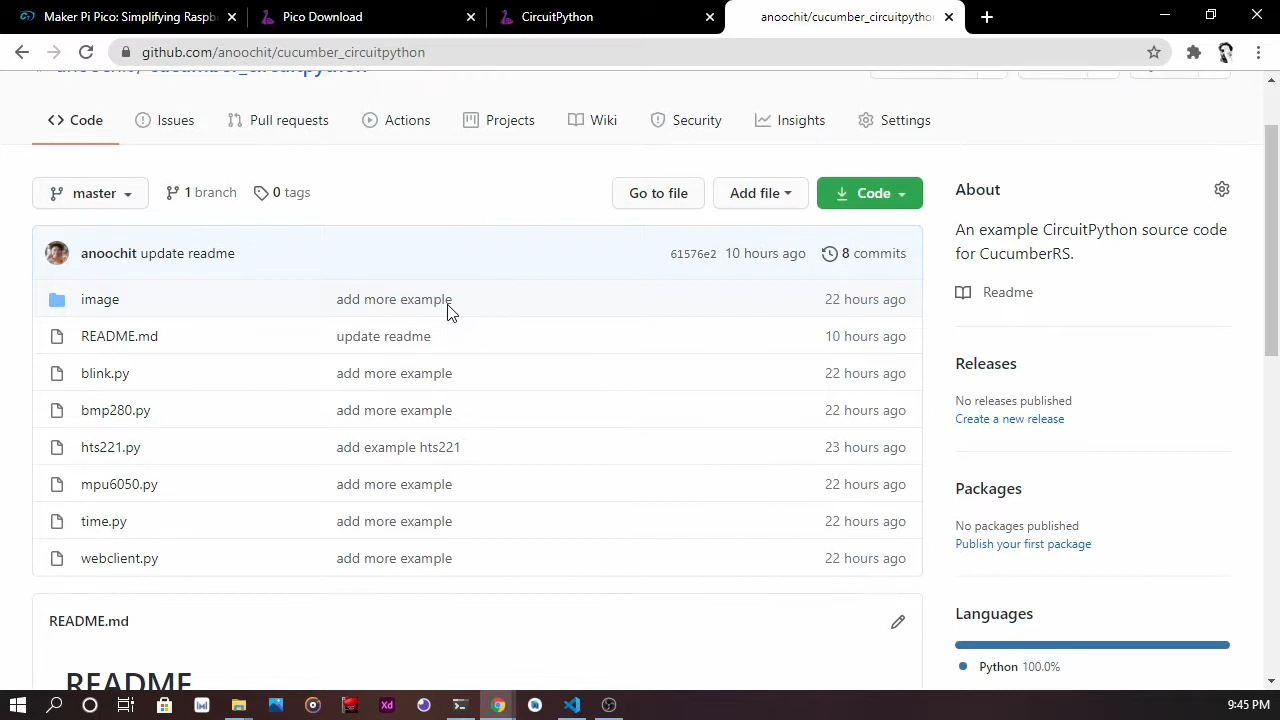 Maker Pi Pico: Simplifying Raspb
Pico Download
CircuitPython
anoochit/cucumber_circuitpython
github.com/anoochit/cucumber_circuitpython
anoochit/cucumber_circuitpython
Code
Issues
Pull requests
Actions
Projects
Wiki
Security
Insights
Settings
master
1 branch
0 tags
Go to file
Add file
Code
anoochit update readme
61576e2 10 hours ago
8 commits
image add more example 22 hours ago
README.md update readme 10 hours ago
blink.py add more example 22 hours ago
bmp280.py add more example 22 hours ago
hts221.py add example hts221 23 hours ago
mpu6050.py add more example 22 hours ago
time.py add more example 22 hours ago
webclient.py add more example 22 hours ago
README.md
README
About
An example CircuitPython source code
for CucumberRS.
Readme
Releases
No releases published
Create a new release
Packages
No packages published
Publish your first package
Languages
Python 100.0%
Xd
9:45 PM